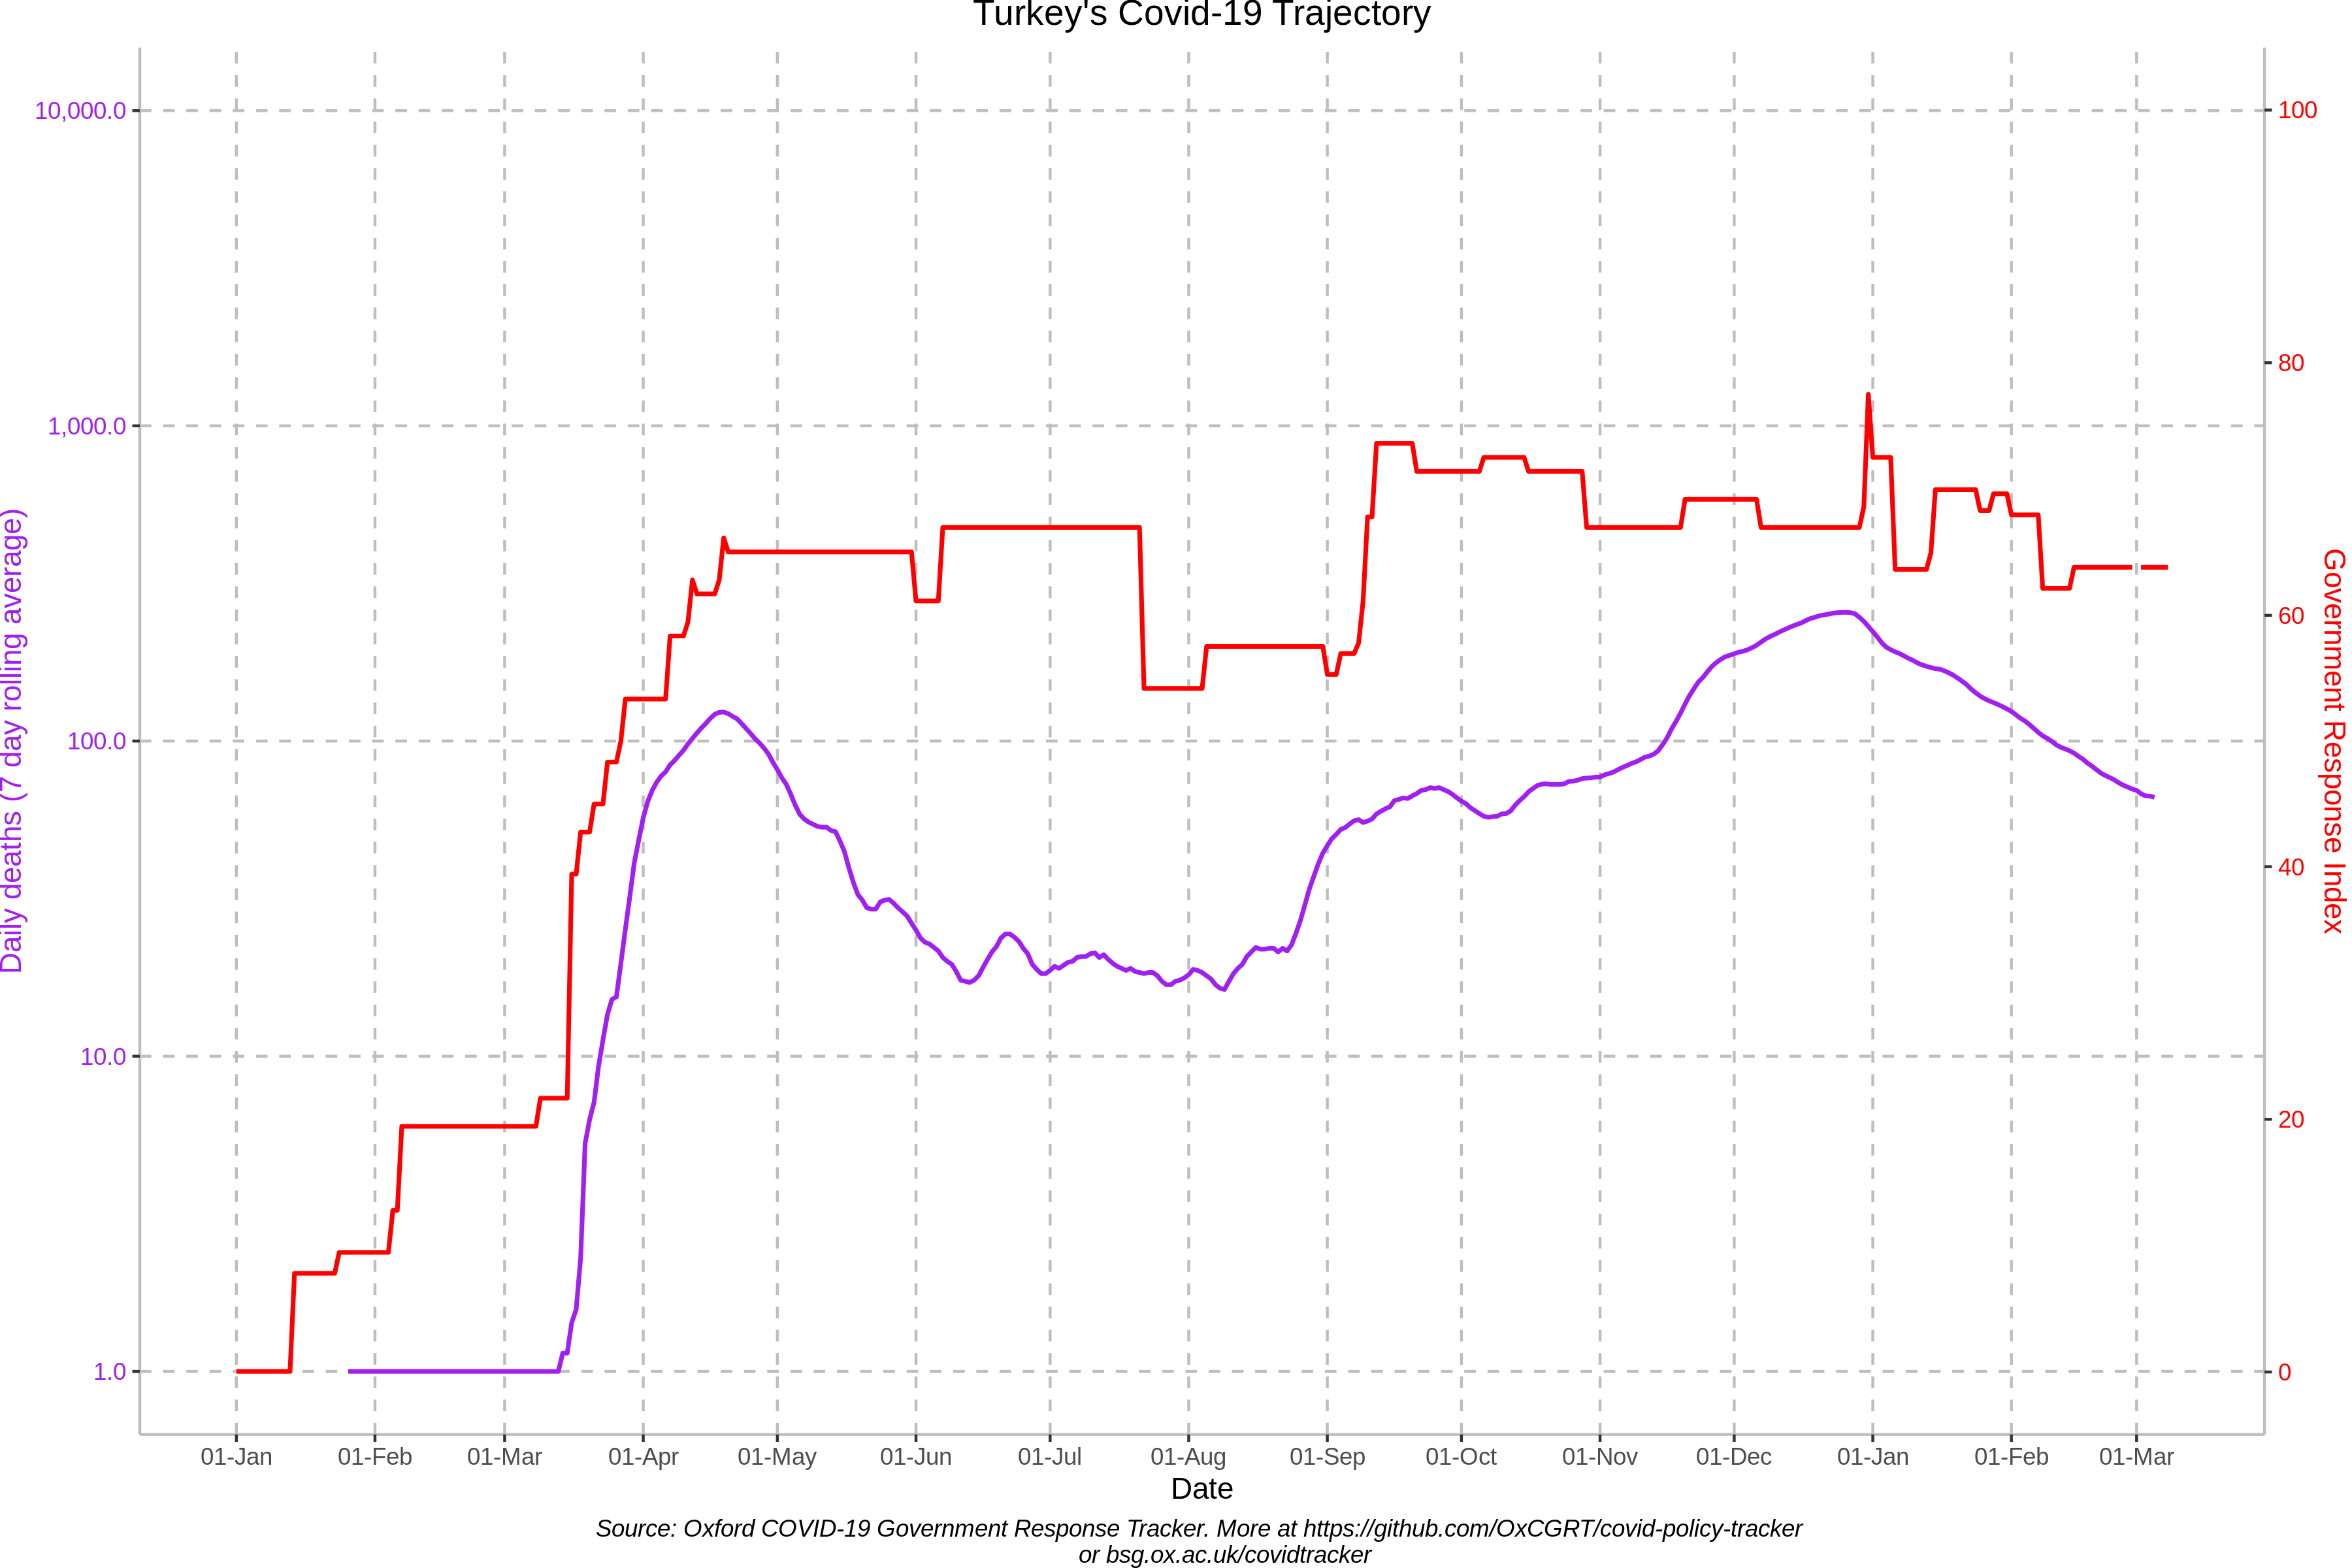 Turkey's Covid-19 Trajectory
Daily deaths (7 day rolling average)
10,000.0
1,000.0
100.0
10.0
1.0
100
80
60
40
20
0
Government Response Index
01-Jan 01-Feb 01-Mar 01-Apr 01-May 01-Jun 01-Jul 01-Aug 01-Sep 01-Oct 01-Nov 01-Dec 01-Jan 01-Feb 01-Mar
Date
Source: Oxford COVID-19 Government Response Tracker. More at https://github.com/OxCGRT/covid-policy-tracker
or bsg.ox.ac.uk/covidtracker